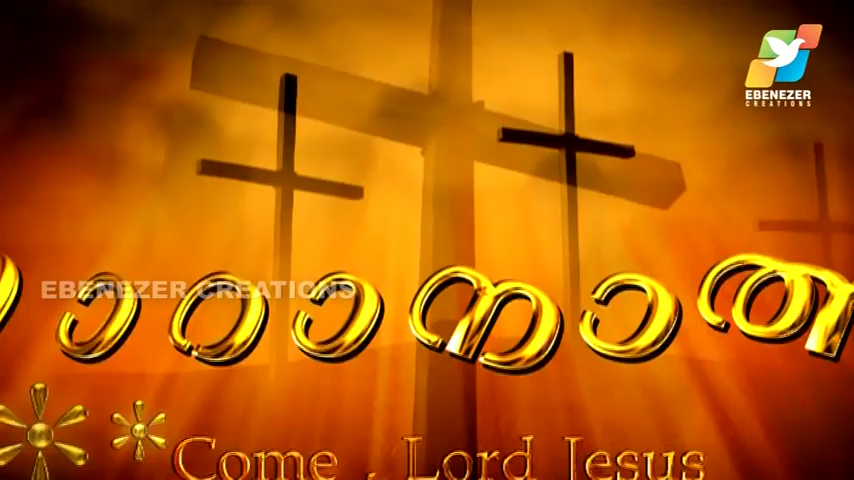 EBENEZER
CREATIONS
EBENEZER CREATIONS
ാറാനാത
Come , Lord Jesus